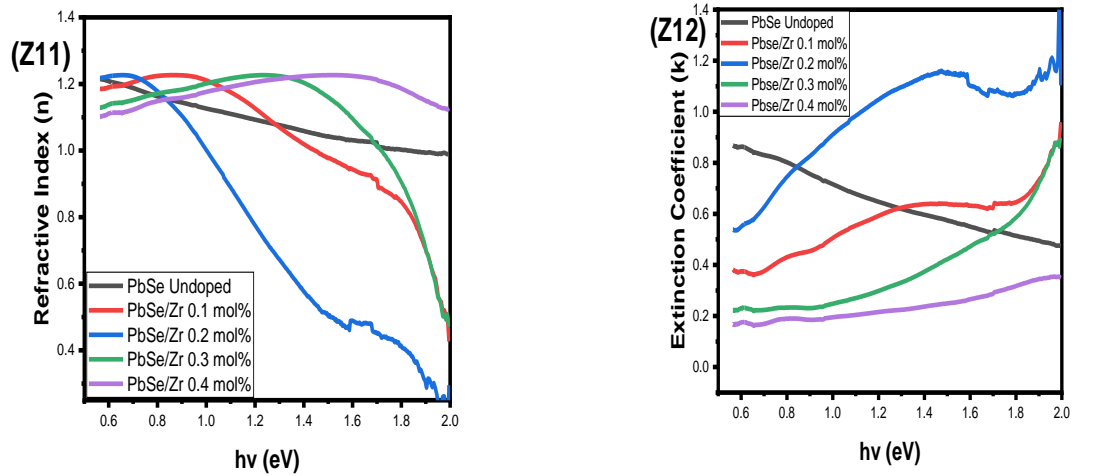 (Z11)
Refractive Index (n)
1.4
1.2
1.0
0.8
0.6
0.4
PbSe Undoped
PbSe/Zr 0.1 mol%
PbSe/Zr 0.2 mol%
PbSe/Zr 0.3 mol%
PbSe/Zr 0.4 mol%
0.6 0.8 1.0 1.2 1.4 1.6 1.8 2.0
hv (eV)
(Z12)
Extinction Coefficient (k)
1.4
1.2
1.0
0.8
0.6
0.4
0.2
0.0
PbSe Undoped
Pbse/Zr 0.1 mol%
Pbse/Zr 0.2 mol%
Pbse/Zr 0.3 mol%
Pbse/Zr 0.4 mol%
0.6 0.8 1.0 1.2 1.4 1.6 1.8 2.0
hv (eV)